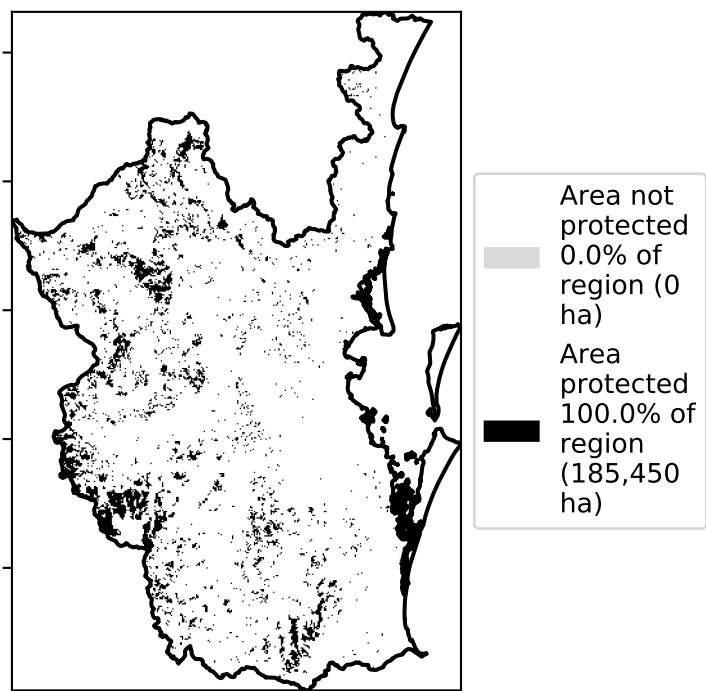 Area not
protected
0.0% of
region (0
ha)
Area
protected
100.0% of
region
(185,450
ha)